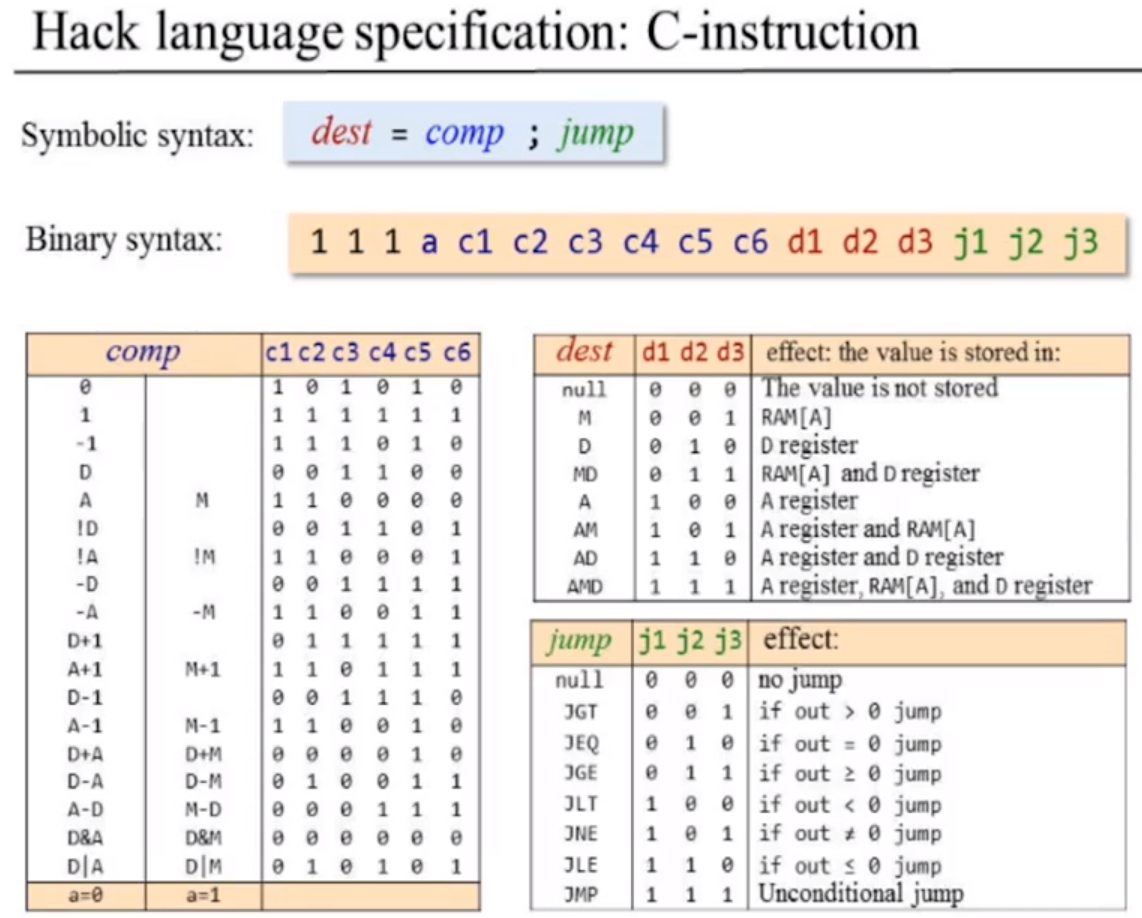 Hack language specification: C-instruction
Symbolic syntax: dest = comp ; jump
Binary syntax: 1 1 1 a c1 c2 c3 c4 c5 c6 d1 d2 d3 j1 j2 j3
comp c1 c2 c3 c4 c5 c6
0 1 0 1 0 1 0
1 1 1 1 1 1 1
-1 1 1 1 0 1 0
D 0 0 1 1 0 0
A M 1 1 0 0 0 0
!D 0 0 1 1 0 1
!A !M 1 1 0 0 0 1
-D 0 0 1 1 1 1
-A -M 1 1 0 0 1 1
D+1 0 1 1 1 1 1
A+1 M+1 1 1 0 1 1 1
D-1 0 0 1 1 1 0
A-1 M-1 1 1 0 0 1 0
D+A D+M 0 0 0 0 1 0
D-A D-M 0 1 0 0 1 1
A-D M-D 0 0 0 1 1 1
D&A D&M 0 0 0 0 0 0
D|A D|M 0 1 0 1 0 1
a=0 a=1
dest d1 d2 d3 effect: the value is stored in:
null 0 0 0 The value is not stored
M 0 0 1 RAM[A]
D 0 1 0 D register
MD 0 1 1 RAM[A] and D register
A 1 0 0 A register
AM 1 0 1 A register and RAM[A]
AD 1 1 0 A register and D register
AMD 1 1 1 A register, RAM[A], and D register
jump j1 j2 j3 effect:
null 0 0 0 no jump
JGT 0 0 1 if out > 0 jump
JEQ 0 1 0 if out = 0 jump
JGE 0 1 1 if out ≥ 0 jump
JLT 1 0 0 if out < 0 jump
JNE 1 0 1 if out ≠ 0 jump
JLE 1 1 0 if out ≤ 0 jump
JMP 1 1 1 Unconditional jump